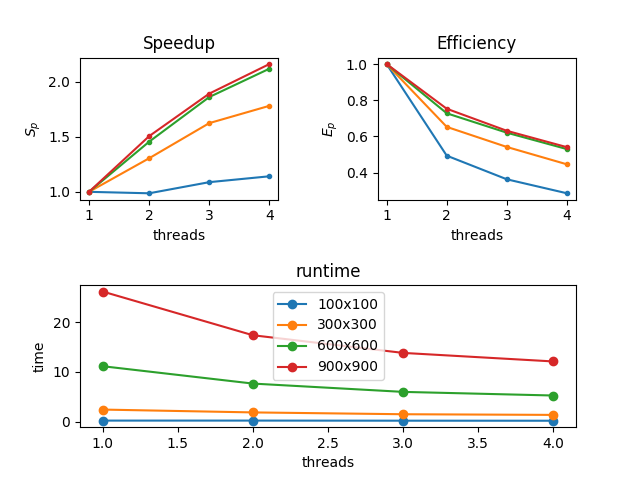 Speedup
S_p
2.0
1.5
1.0
1 2 3 4
threads
Efficiency
E_p
1.0
0.8
0.6
0.4
1 2 3 4
threads
runtime
time
20
10
0
100x100
300x300
600x600
900x900
1.0 1.5 2.0 2.5 3.0 3.5 4.0
threads